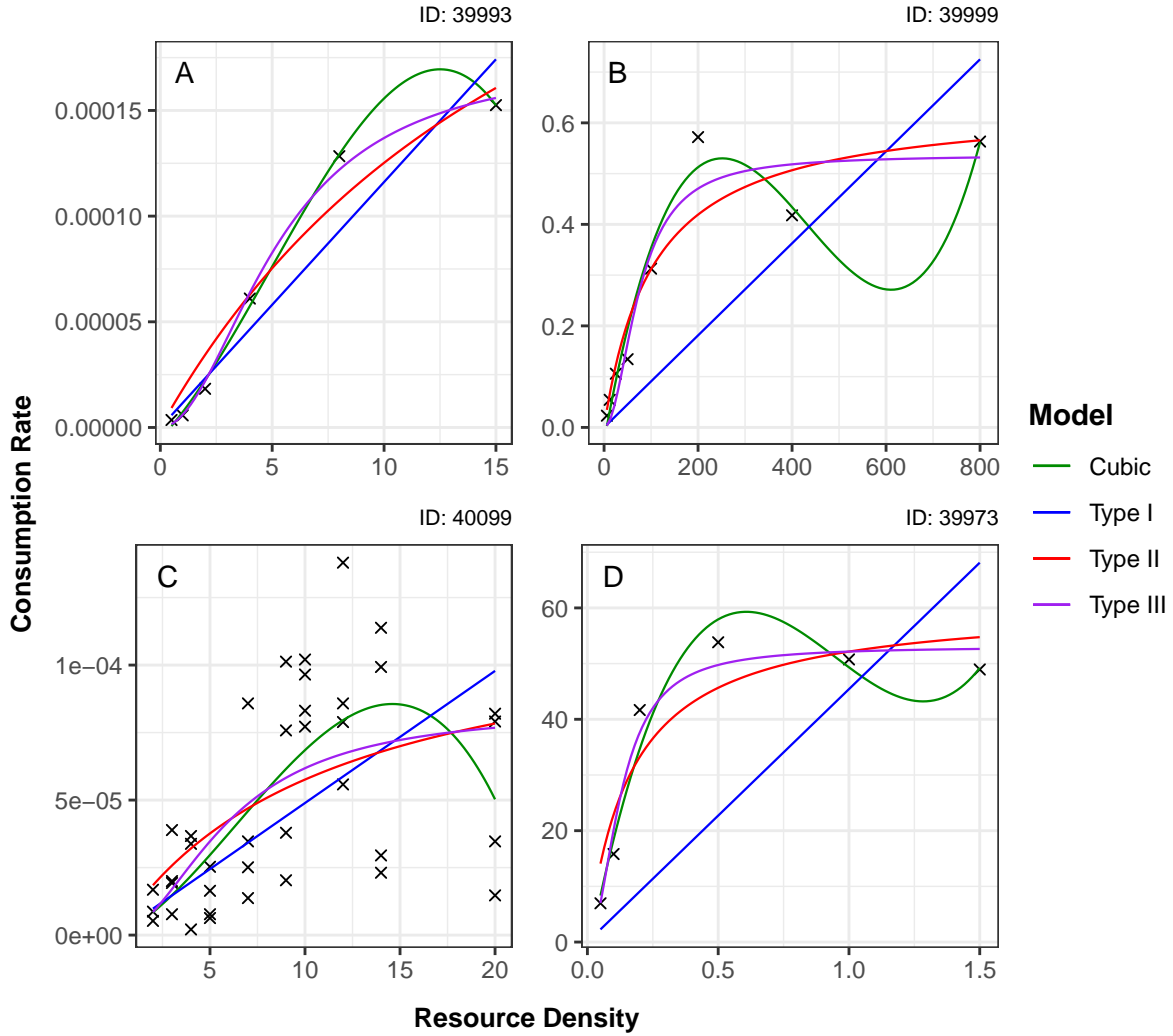 ID: 39993
A
0.00015
0.00010
0.00005
0.00000
0 5 10 15
ID: 39999
B
0.6
0.4
0.2
0.0
0 200 400 600 800
Consumption Rate
ID: 40099
C
1e−04
5e−05
0e+00
5 10 15 20
ID: 39973
D
60
40
20
0
0.0 0.5 1.0 1.5
Resource Density
Model
Cubic
Type I
Type II
Type III